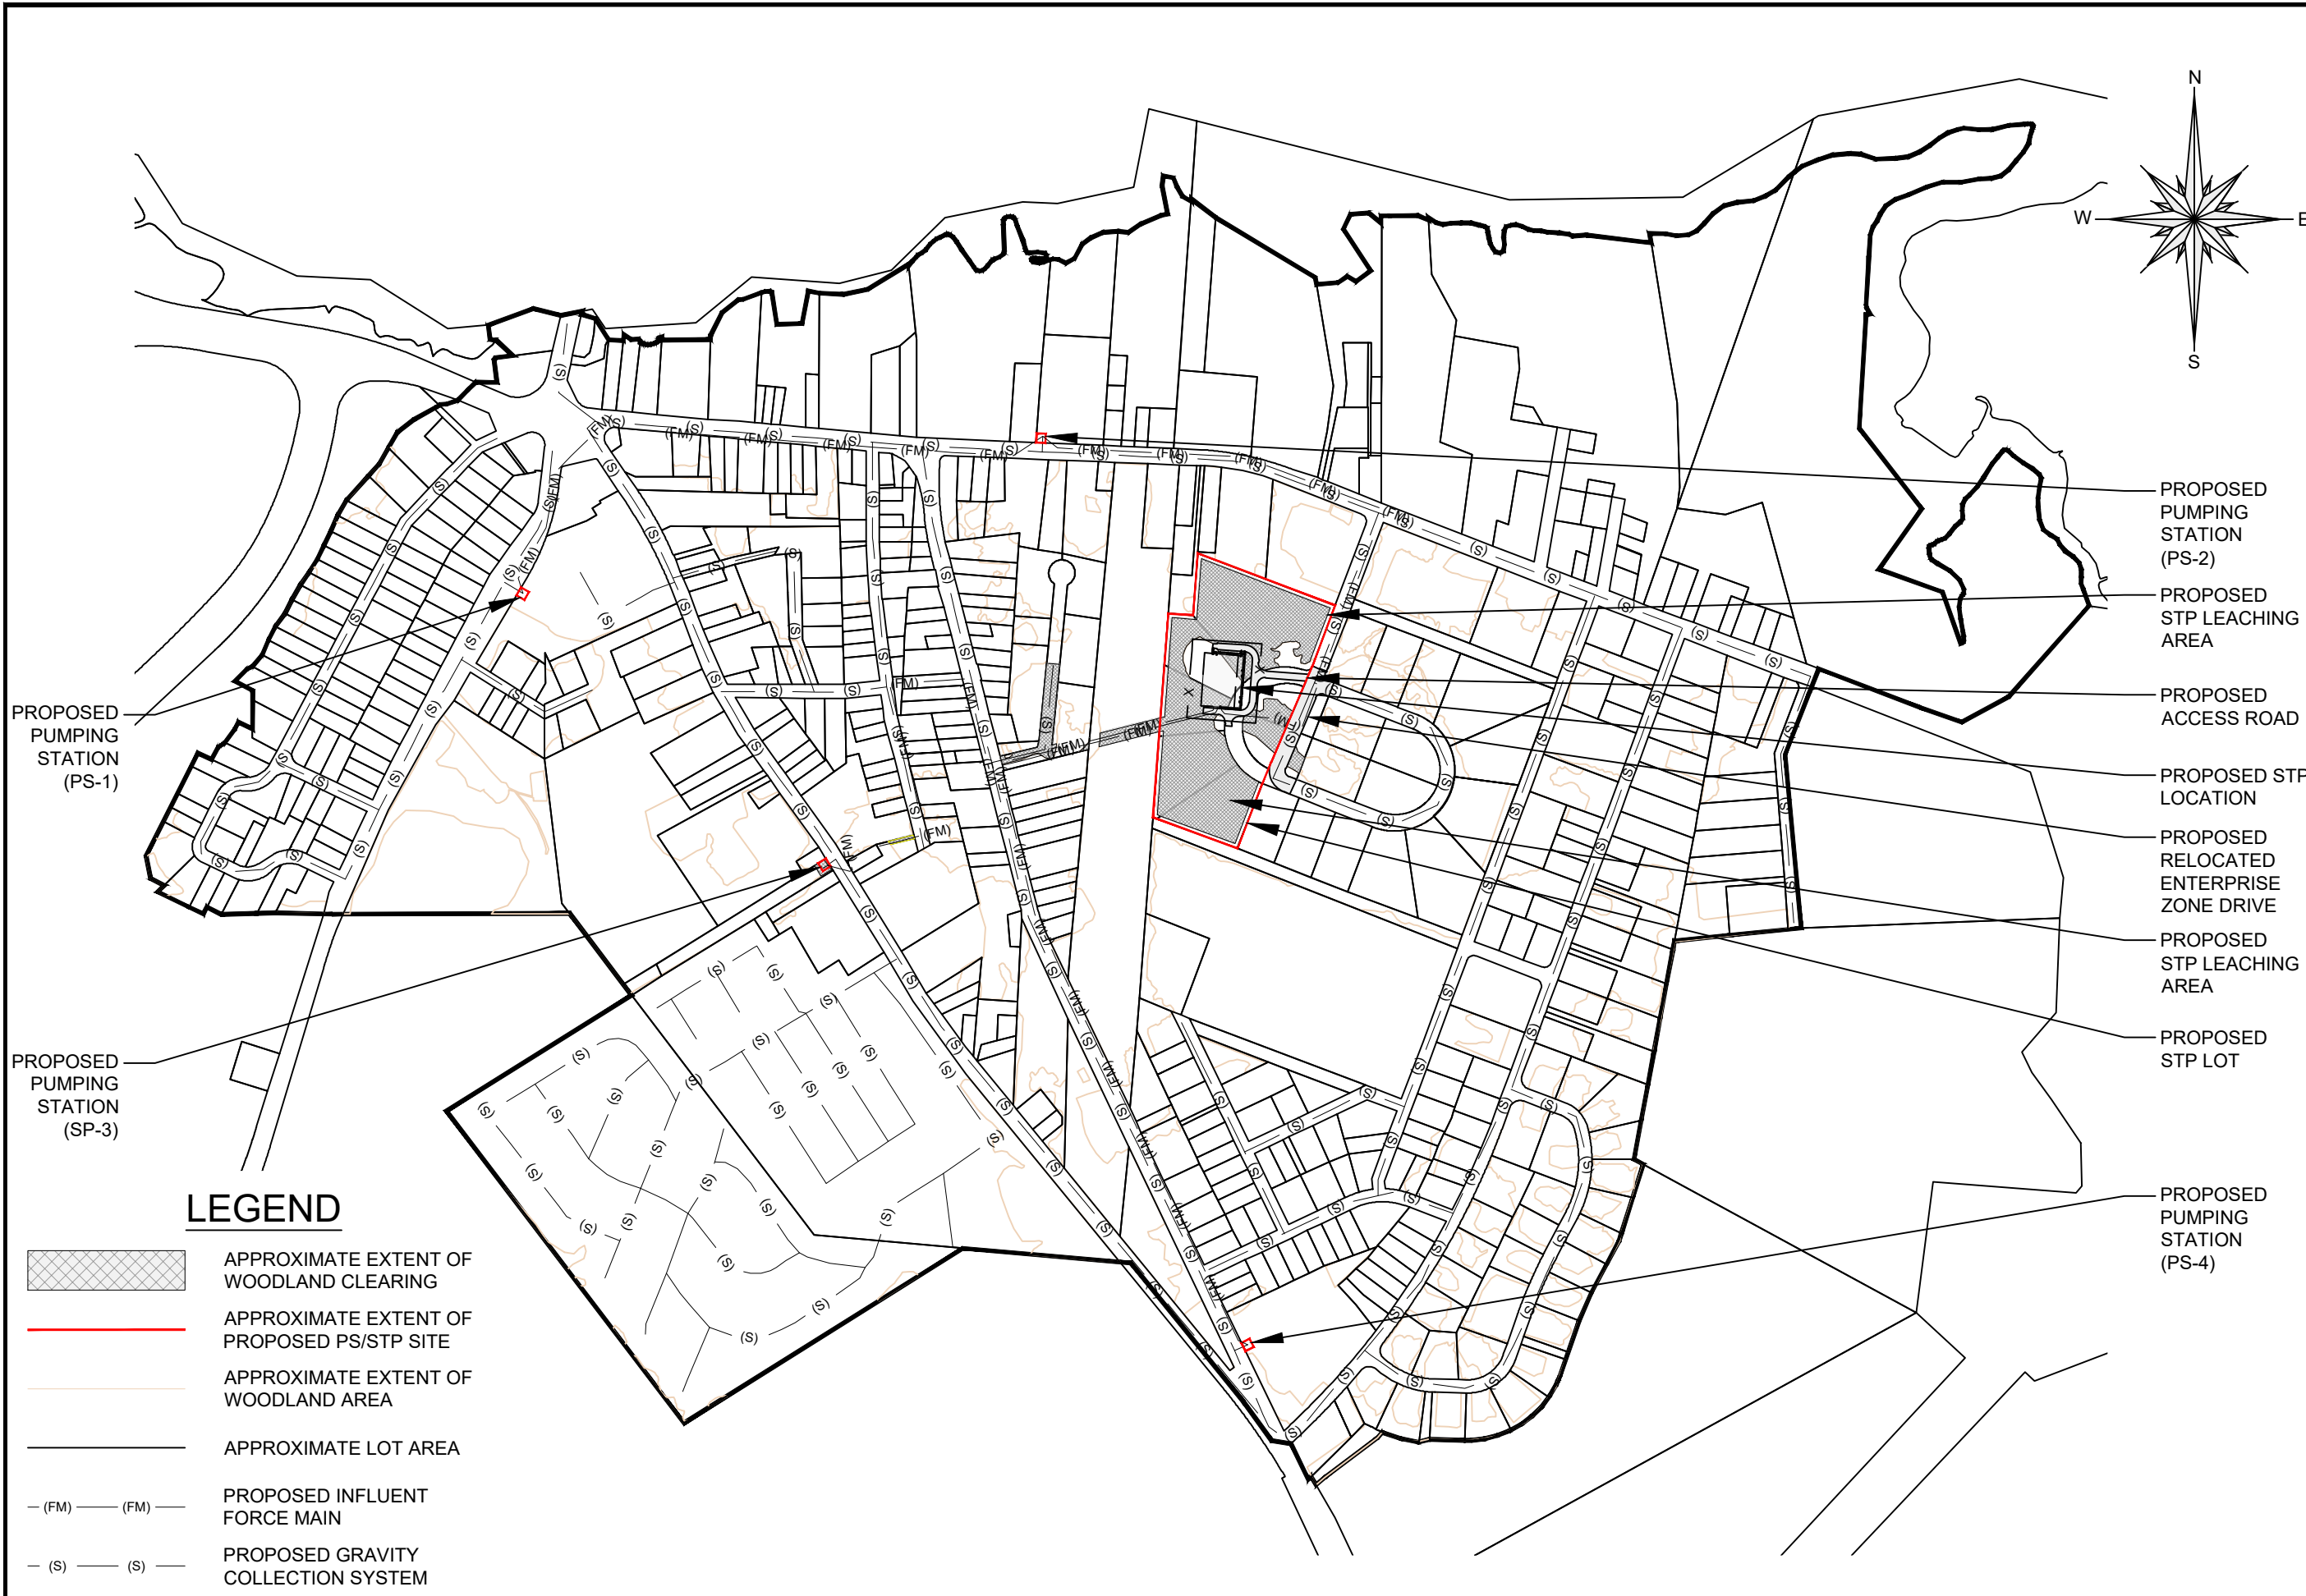 N
W
E
S
PROPOSED
PUMPING
STATION
(PS-2)
PROPOSED
STP LEACHING
AREA
PROPOSED
ACCESS ROAD
PROPOSED STP
LOCATION
PROPOSED
RELOCATED
ENTERPRISE
ZONE DRIVE
PROPOSED
STP LEACHING
AREA
PROPOSED
STP LOT
PROPOSED
PUMPING
STATION
(PS-4)
PROPOSED
PUMPING
STATION
(PS-1)
PROPOSED
PUMPING
STATION
(SP-3)
LEGEND
APPROXIMATE EXTENT OF
WOODLAND CLEARING
APPROXIMATE EXTENT OF
PROPOSED PS/STP SITE
APPROXIMATE EXTENT OF
WOODLAND AREA
APPROXIMATE LOT AREA
(FM) (FM)
PROPOSED INFLUENT
FORCE MAIN
(S) (S)
PROPOSED GRAVITY
COLLECTION SYSTEM